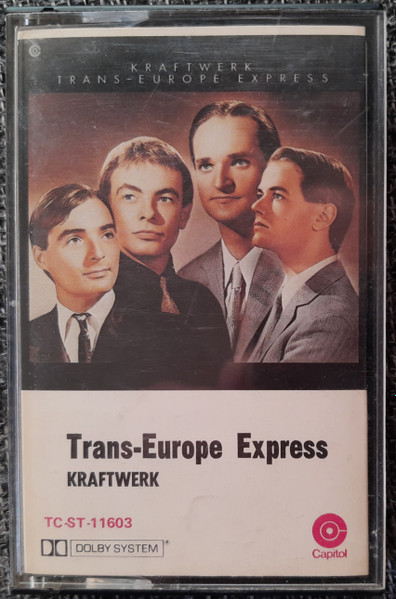 KRAFTWERK
TRANS-EUROPE EXPRESS
Trans-Europe Express
KRAFTWERK
TC-ST-11603
DOLBY SYSTEM®
Capitol